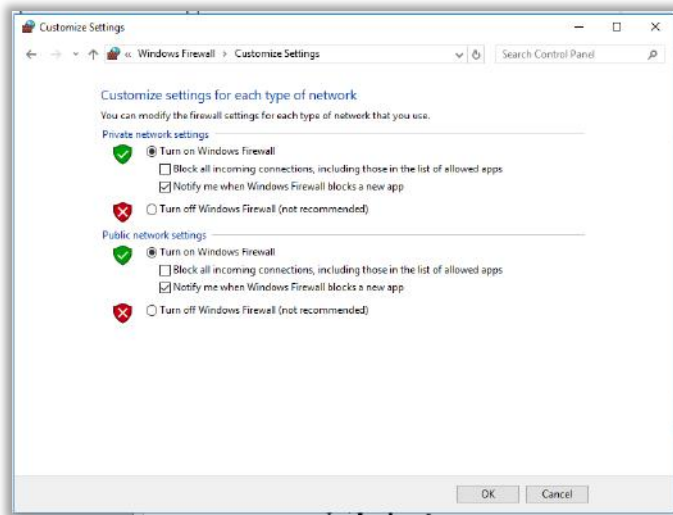 Customize Settings
« Windows Firewall > Customize Settings
Search Control Panel
Customize settings for each type of network
You can modify the firewall settings for each type of network that you use.
Private network settings
Turn on Windows Firewall
Block all incoming connections, including those in the list of allowed apps
Notify me when Windows Firewall blocks a new app
Turn off Windows Firewall (not recommended)
Public network settings
Turn on Windows Firewall
Block all incoming connections, including those in the list of allowed apps
Notify me when Windows Firewall blocks a new app
Turn off Windows Firewall (not recommended)
OK
Cancel